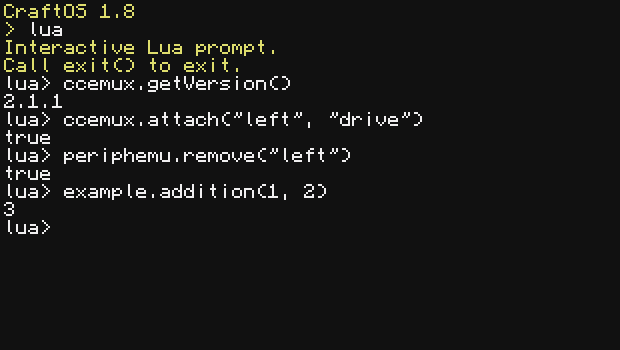 CraftOS 1.8
> lua
Interactive Lua prompt.
Call exit() to exit.
lua> ccemux.getVersion()
2.1.1
lua> ccemux.attach("left", "drive")
true
lua> periphemu.remove("left")
true
lua> example.addition(1, 2)
3
lua>